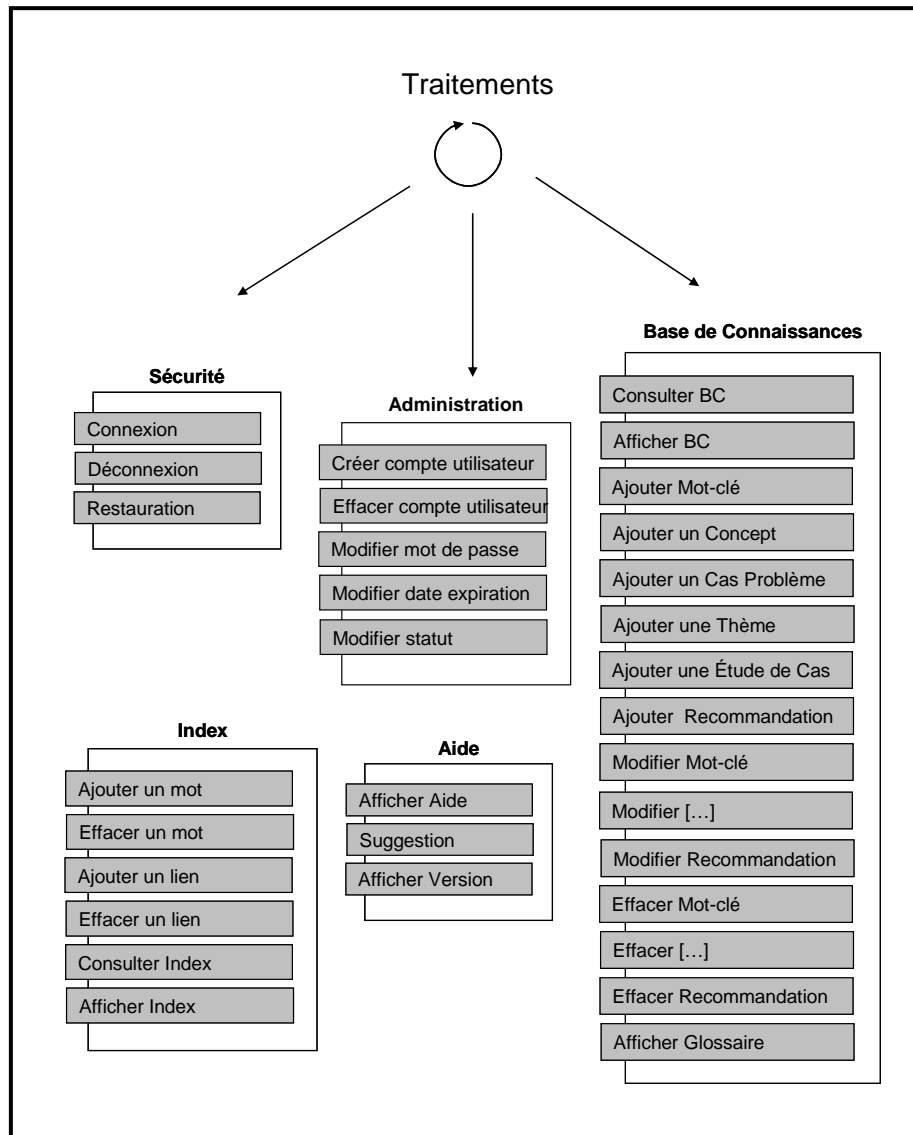 Traitements
Sécurité
Connexion
Déconnexion
Restauration
Administration
Créer compte utilisateur
Effacer compte utilisateur
Modifier mot de passe
Modifier date expiration
Modifier statut
Base de Connaissances
Consulter BC
Afficher BC
Ajouter Mot-clé
Ajouter un Concept
Ajouter un Cas Problème
Ajouter une Thème
Ajouter une Étude de Cas
Ajouter Recommandation
Modifier Mot-clé
Modifier […]
Modifier Recommandation
Effacer Mot-clé
Effacer […]
Effacer Recommandation
Afficher Glossaire
Index
Ajouter un mot
Effacer un mot
Ajouter un lien
Effacer un lien
Consulter Index
Afficher Index
Aide
Afficher Aide
Suggestion
Afficher Version